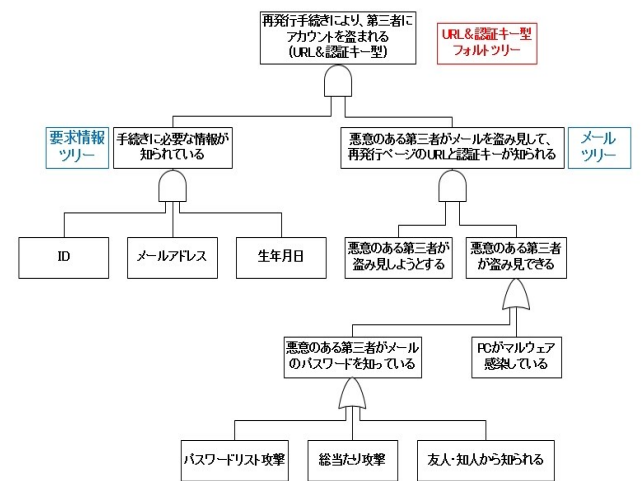 再発行手続きにより、第三者に
アカウントを盗まれる
(URL&認証キー型)
URL&認証キー型
フォルトツリー
要求情報
ツリー
手続きに必要な情報が
知られている
悪意のある第三者がメールを盗み見して、
再発行ページのURLと認証キーが知られる
メール
ツリー
ID
メールアドレス
生年月日
悪意のある第三者が
盗み見しようとする
悪意のある第三者
が盗み見できる
悪意のある第三者がメール
のパスワードを知っている
PCがマルウェア
感染している
パスワードリスト攻撃
総当たり攻撃
友人・知人から知られる